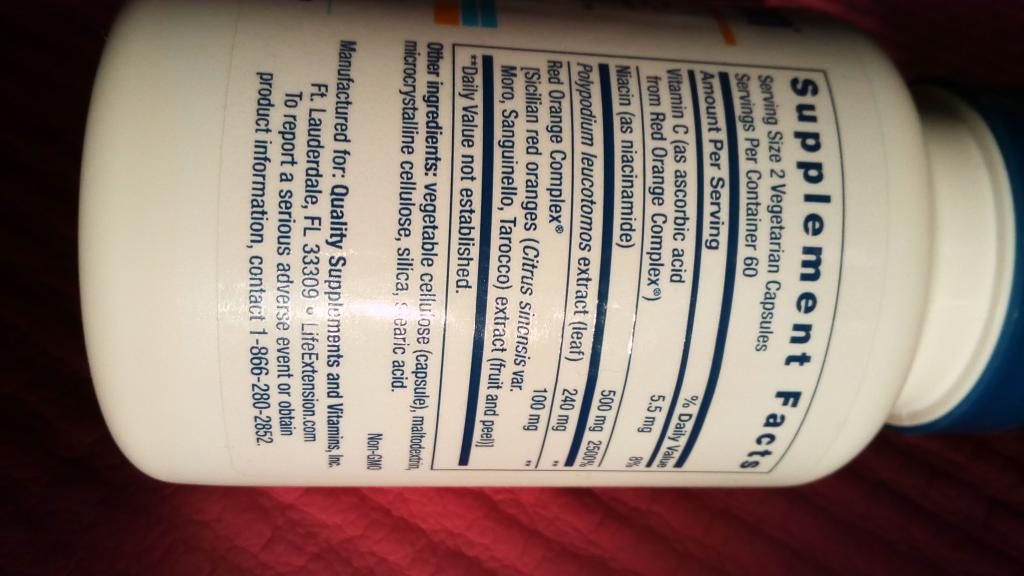 Supplement Facts
Serving Size 2 Vegetarian Capsules
Servings Per Container 60
Amount Per Serving % Daily Value
Vitamin C (as ascorbic acid
from Red Orange Complex®) 5.5 mg 6%
Niacin (as niacinamide) 500 mg 2500%
Polypodium leucotomos extract (leaf) 240 mg **
Red Orange Complex® 100 mg **
[Sicilian red oranges (Citrus sinensis var.
Moro, Sanguinello, Tarocco) extract (fruit and peel)]
**Daily Value not established.
Other ingredients: vegetable cellulose (capsule), maltodextrin,
microcrystalline cellulose, silica, stearic acid.
Non-GMO
Manufactured for: Quality Supplements and Vitamins, Inc.
Ft. Lauderdale, FL 33309 • LifeExtension.com
To report a serious adverse event or obtain
product information, contact 1-866-280-2852.